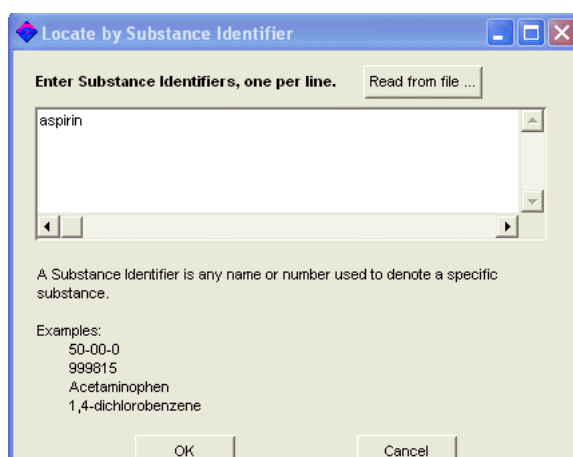 Locate by Substance Identifier
Enter Substance Identifiers, one per line. Read from file ...
aspirin
A Substance Identifier is any name or number used to denote a specific
substance.
Examples:
50-00-0
999815
Acetaminophen
1,4-dichlorobenzene
OK Cancel